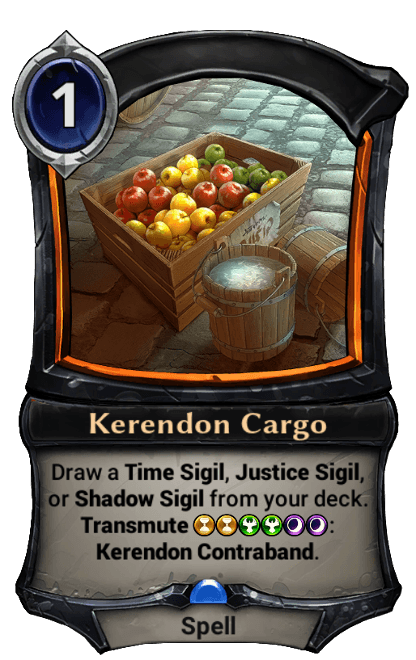 1
Kerendon Cargo
Draw a Time Sigil, Justice Sigil,
or Shadow Sigil from your deck.
Transmute :
Kerendon Contraband.
Spell